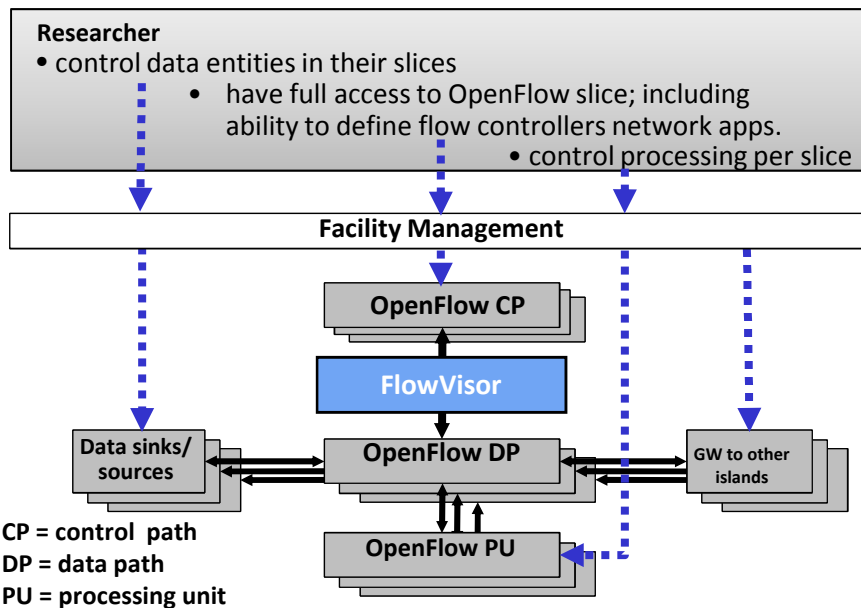 Researcher
• control data entities in their slices
• have full access to OpenFlow slice; including
ability to define flow controllers network apps.
• control processing per slice
Facility Management
OpenFlow CP
FlowVisor
Data sinks/
sources
OpenFlow DP
GW to other
islands
OpenFlow PU
CP = control path
DP = data path
PU = processing unit